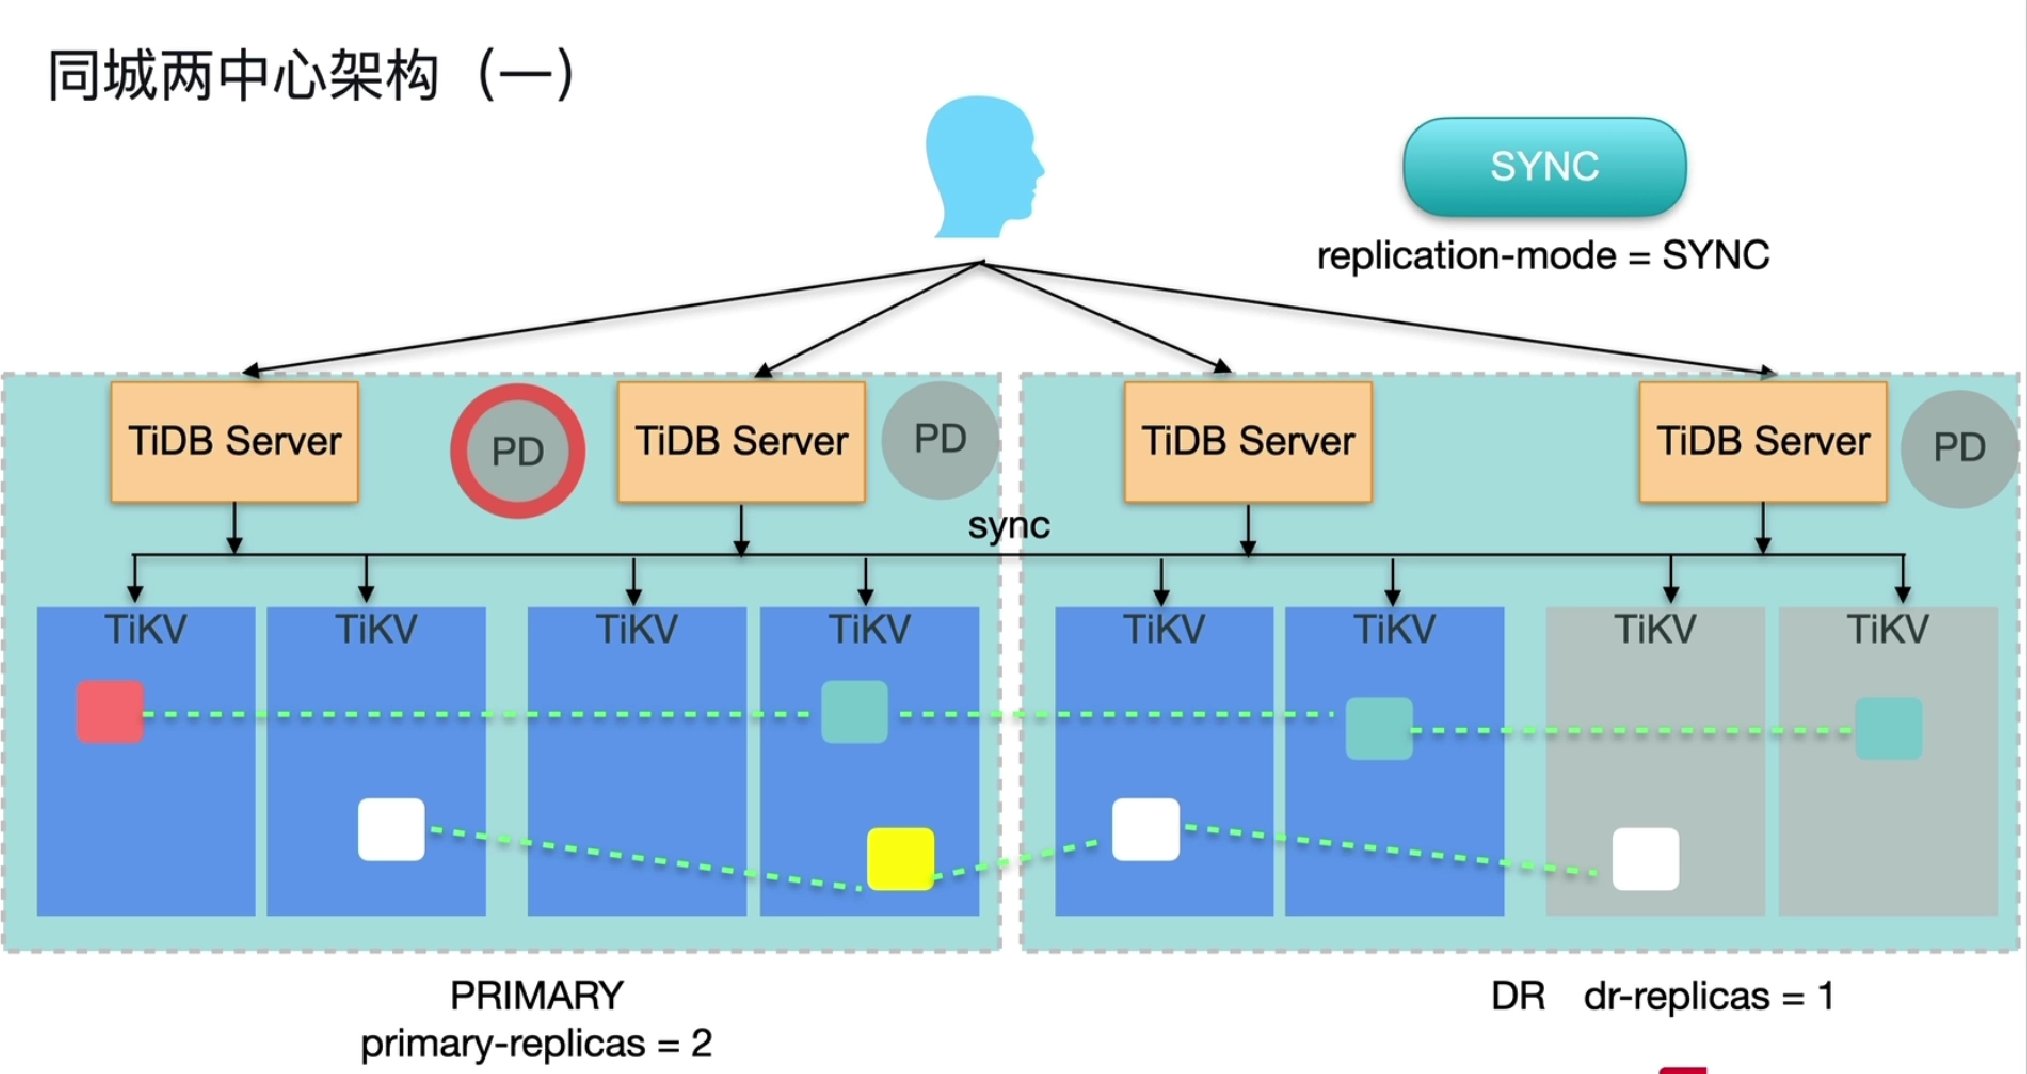 同城两中心架构（一）
SYNC
replication-mode = SYNC
TiDB Server
PD
TiDB Server
PD
TiDB Server
TiDB Server
PD
sync
TiKV
TiKV
TiKV
TiKV
TiKV
TiKV
TiKV
TiKV
PRIMARY
primary-replicas = 2
DR dr-replicas = 1